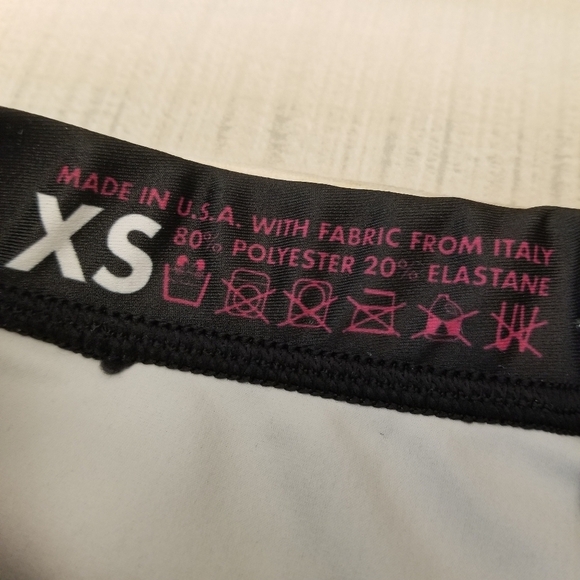 XS
MADE IN U.S.A. WITH FABRIC FROM ITALY
80% POLYESTER 20% ELASTANE